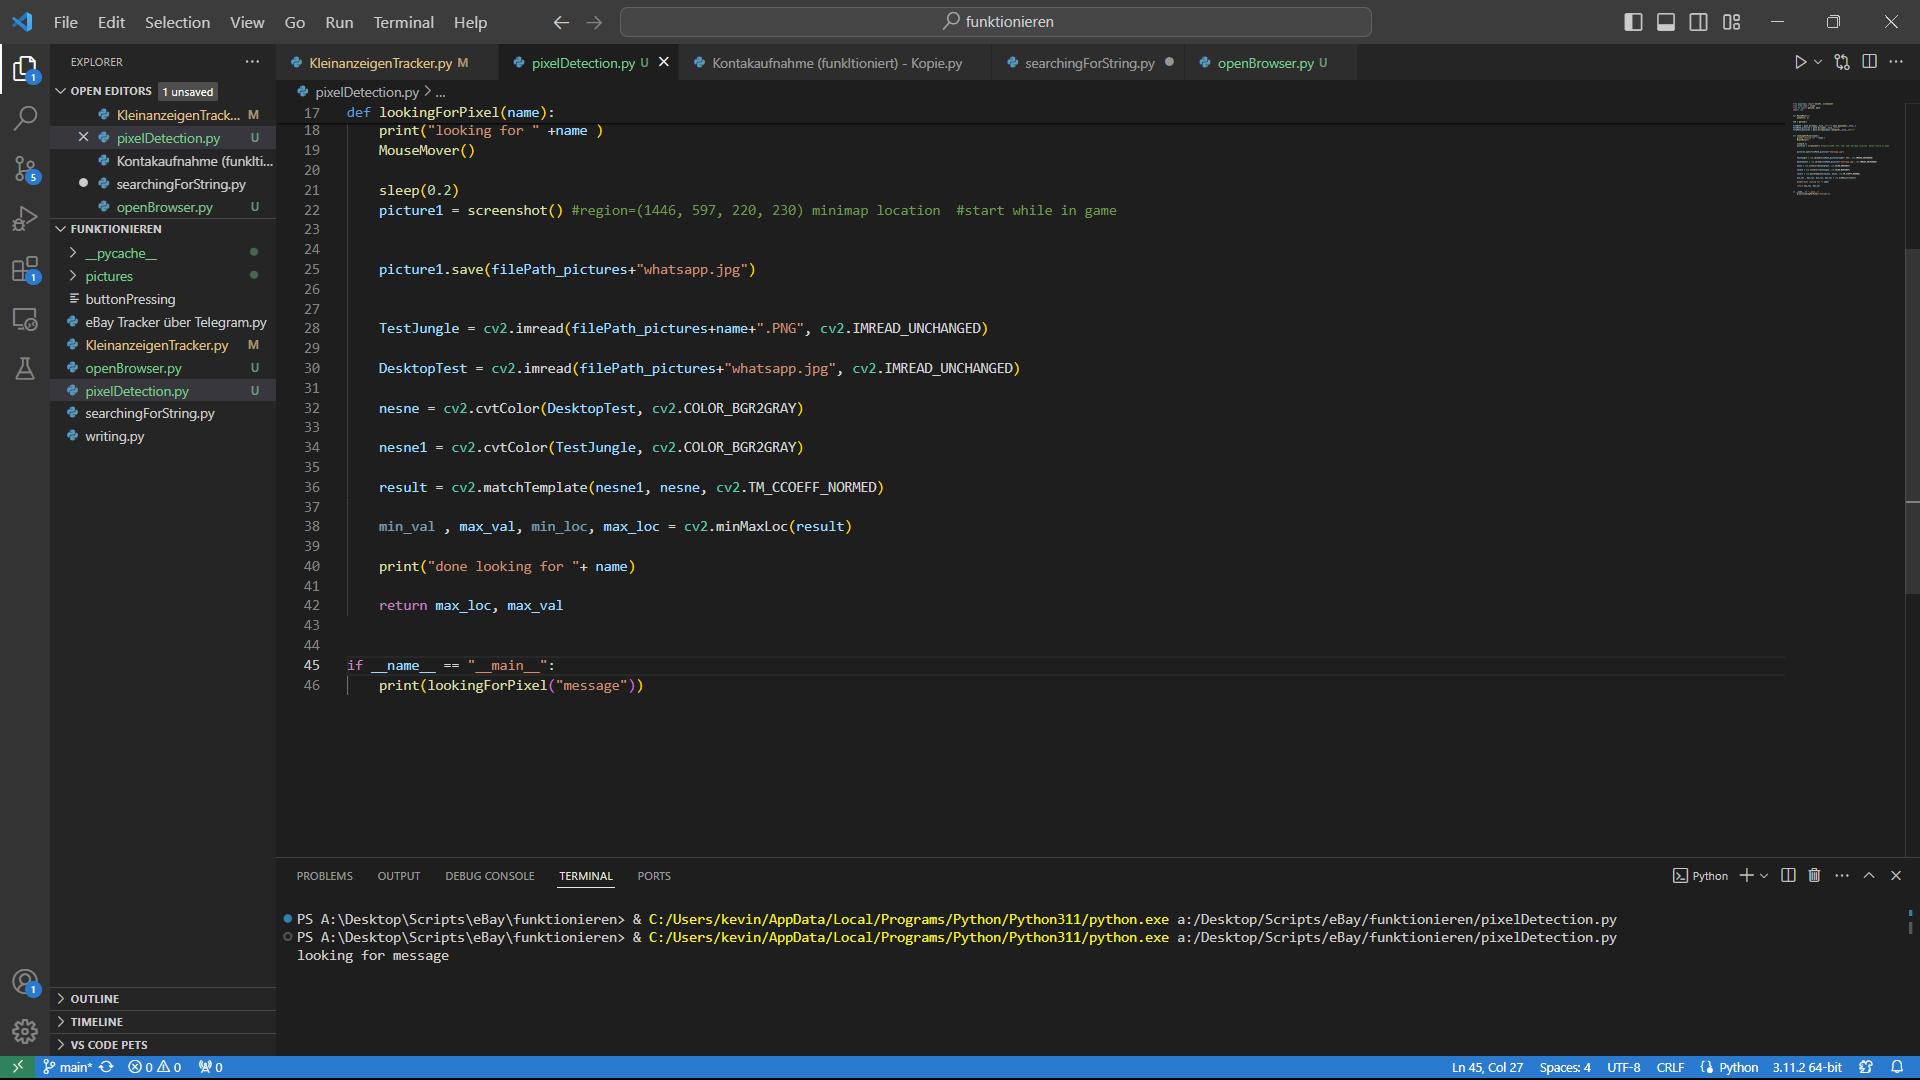 File Edit Selection View Go Run Terminal Help
funktionieren
EXPLORER
OPEN EDITORS 1 unsaved
KleinanzeigenTrack... M
pixelDetection.py U
Kontakaufnahme (funklti...
searchingForString.py
openBrowser.py U
FUNKTIONIEREN
__pycache__
pictures
buttonPressing
eBay Tracker über Telegram.py
KleinanzeigenTracker.py M
openBrowser.py U
pixelDetection.py U
searchingForString.py
writing.py
OUTLINE
TIMELINE
VS CODE PETS
KleinanzeigenTracker.py M
pixelDetection.py U
Kontakaufnahme (funkltioniert) - Kopie.py
searchingForString.py
openBrowser.py U
pixelDetection.py > ...
17 def lookingForPixel(name):
18 print("looking for " +name )
19 MouseMover()
20
21 sleep(0.2)
22 picture1 = screenshot() #region=(1446, 597, 220, 230) minimap location  #start while in game
23
24
25 picture1.save(filePath_pictures+"whatsapp.jpg")
26
27
28 TestJungle = cv2.imread(filePath_pictures+name+".PNG", cv2.IMREAD_UNCHANGED)
29
30 DesktopTest = cv2.imread(filePath_pictures+"whatsapp.jpg", cv2.IMREAD_UNCHANGED)
31
32 nesne = cv2.cvtColor(DesktopTest, cv2.COLOR_BGR2GRAY)
33
34 nesne1 = cv2.cvtColor(TestJungle, cv2.COLOR_BGR2GRAY)
35
36 result = cv2.matchTemplate(nesne1, nesne, cv2.TM_CCOEFF_NORMED)
37
38 min_val , max_val, min_loc, max_loc = cv2.minMaxLoc(result)
39
40 print("done looking for "+ name)
41
42 return max_loc, max_val
43
44
45 if __name__ == "__main__":
46 print(lookingForPixel("message"))
PROBLEMS OUTPUT DEBUG CONSOLE TERMINAL PORTS
Python
PS A:\Desktop\Scripts\eBay\funktionieren> & C:/Users/kevin/AppData/Local/Programs/Python/Python311/python.exe a:/Desktop/Scripts/eBay/funktionieren/pixelDetection.py
PS A:\Desktop\Scripts\eBay\funktionieren> & C:/Users/kevin/AppData/Local/Programs/Python/Python311/python.exe a:/Desktop/Scripts/eBay/funktionieren/pixelDetection.py
looking for message
main* 0 0 0 Ln 45, Col 27 Spaces: 4 UTF-8 CRLF Python 3.11.2 64-bit